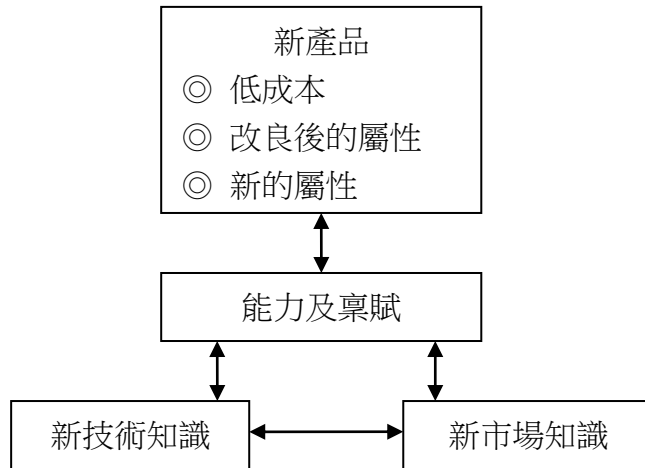 新產品
◎ 低成本
◎ 改良後的屬性
◎ 新的屬性
能力及稟賦
新技術知識
新市場知識